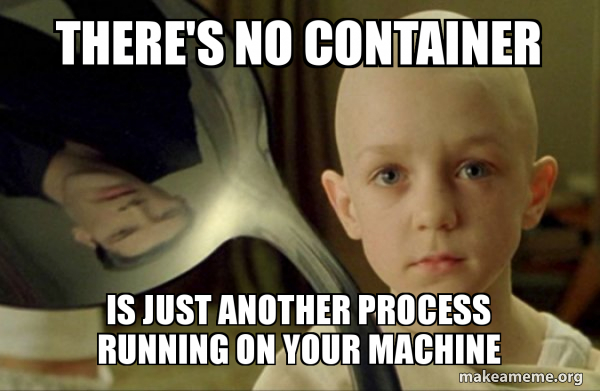 THERE'S NO CONTAINER
IS JUST ANOTHER PROCESS
RUNNING ON YOUR MACHINE
makeameme.org